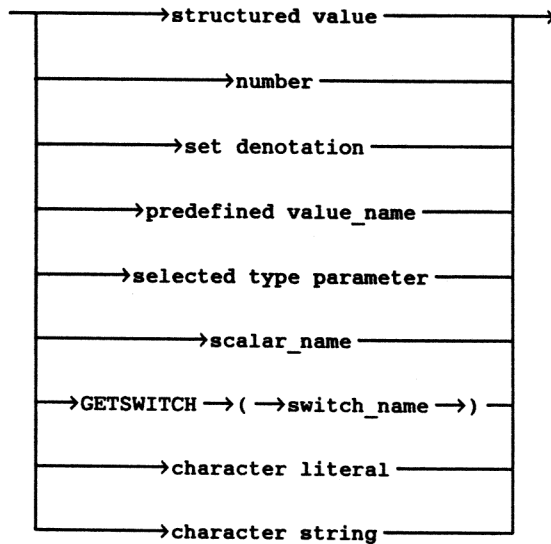 structured value
number
set denotation
predefined value_name
selected type parameter
scalar_name
GETSWITCH ( switch_name )
character literal
character string